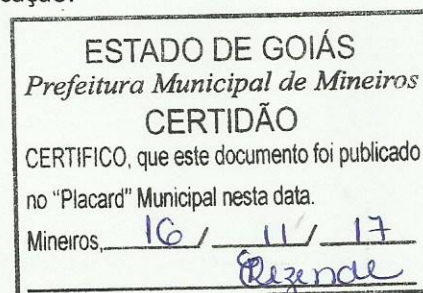 cação.
ESTADO DE GOIÁS
Prefeitura Municipal de Mineiros
CERTIDÃO
CERTIFICO, que este documento foi publicado
no "Placard" Municipal nesta data.
Mineiros, 16 / 11 / 17
Rezende